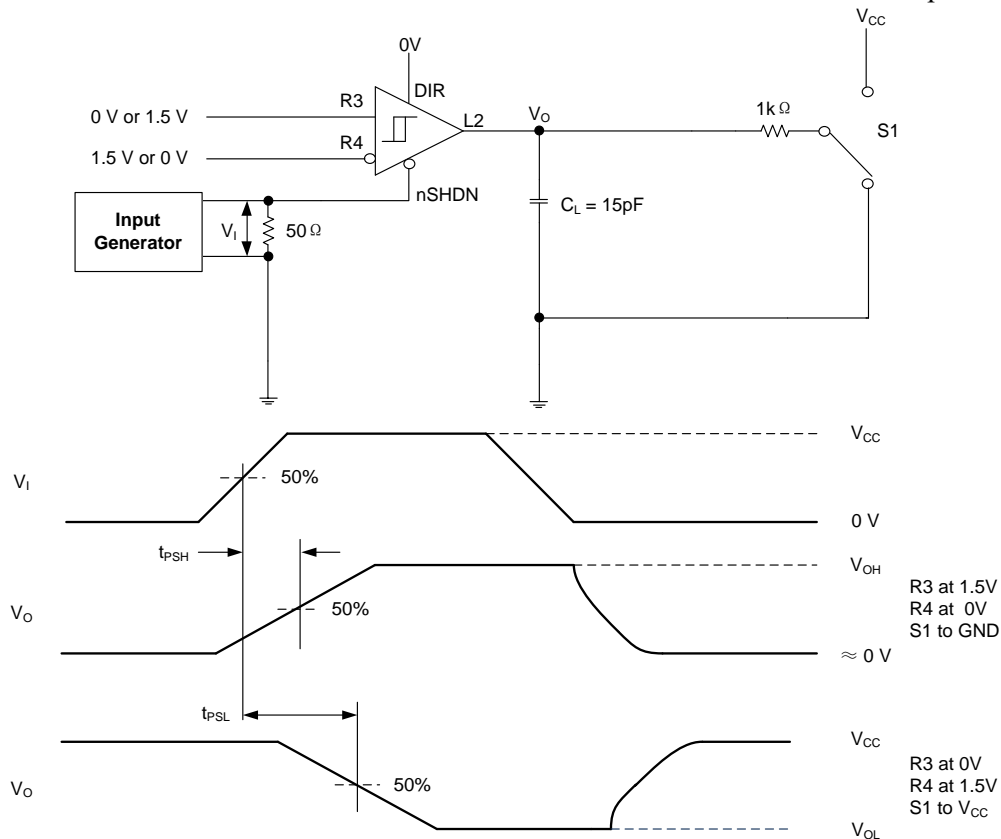 V_CC
0V
DIR
R3
0 V or 1.5 V
L2
V_O
1k Ω
S1
R4
1.5 V or 0 V
nSHDN
C_L = 15pF
Input
Generator
V_I
50 Ω
V_CC
V_I
50%
0 V
t_PSH
V_OH
R3 at 1.5V
R4 at 0V
S1 to GND
V_O
50%
≈ 0 V
t_PSL
V_CC
R3 at 0V
R4 at 1.5V
S1 to V_CC
V_O
50%
V_OL